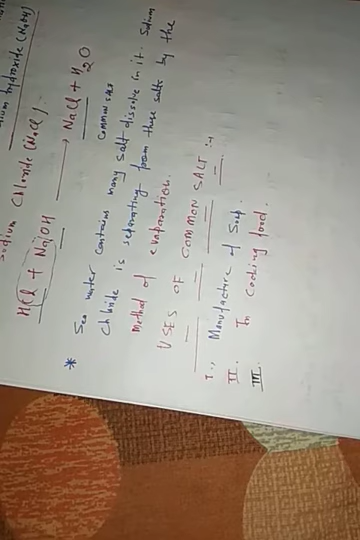 ium hydroxide (NaOH)
Sodium Chloride (NaCl) :-
HCl + NaOH → NaCl + H2O
common salt
* Sea water contains many salt dissolve in it. Sodium
Chloride is separating from these salts by the
method of evaporation.
USES OF COMMON SALT :-
I., Manufacture of Soap.
II. In cooking food.
III.